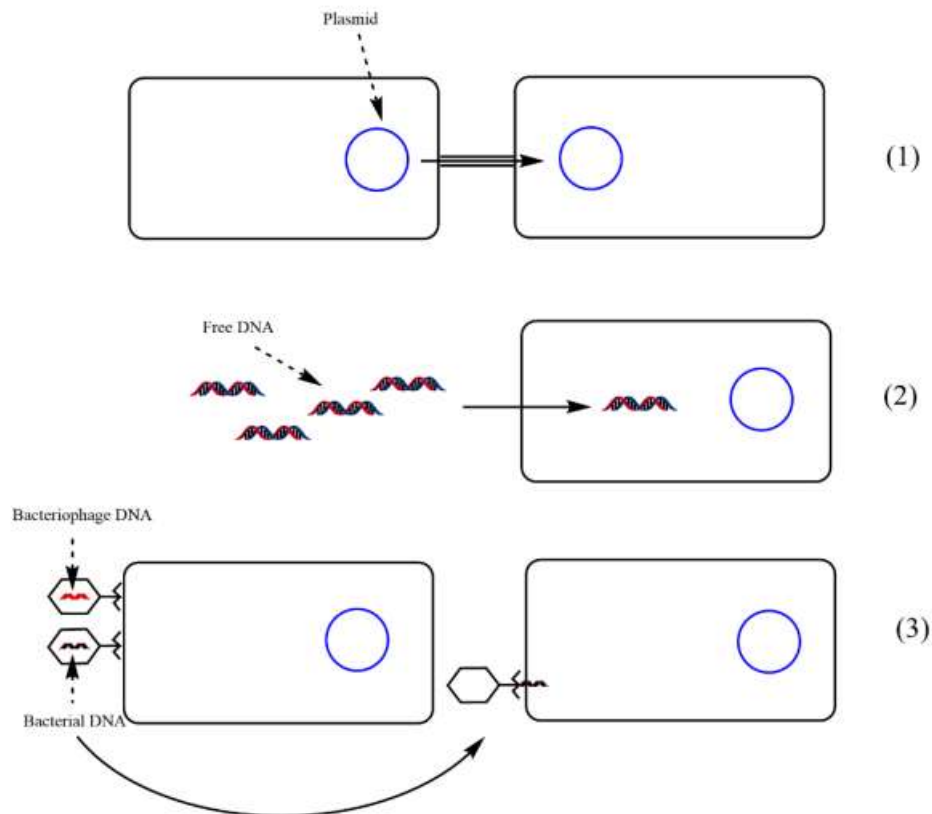 Plasmid
(1)
Free DNA
(2)
Bacteriophage DNA
(3)
Bacterial DNA